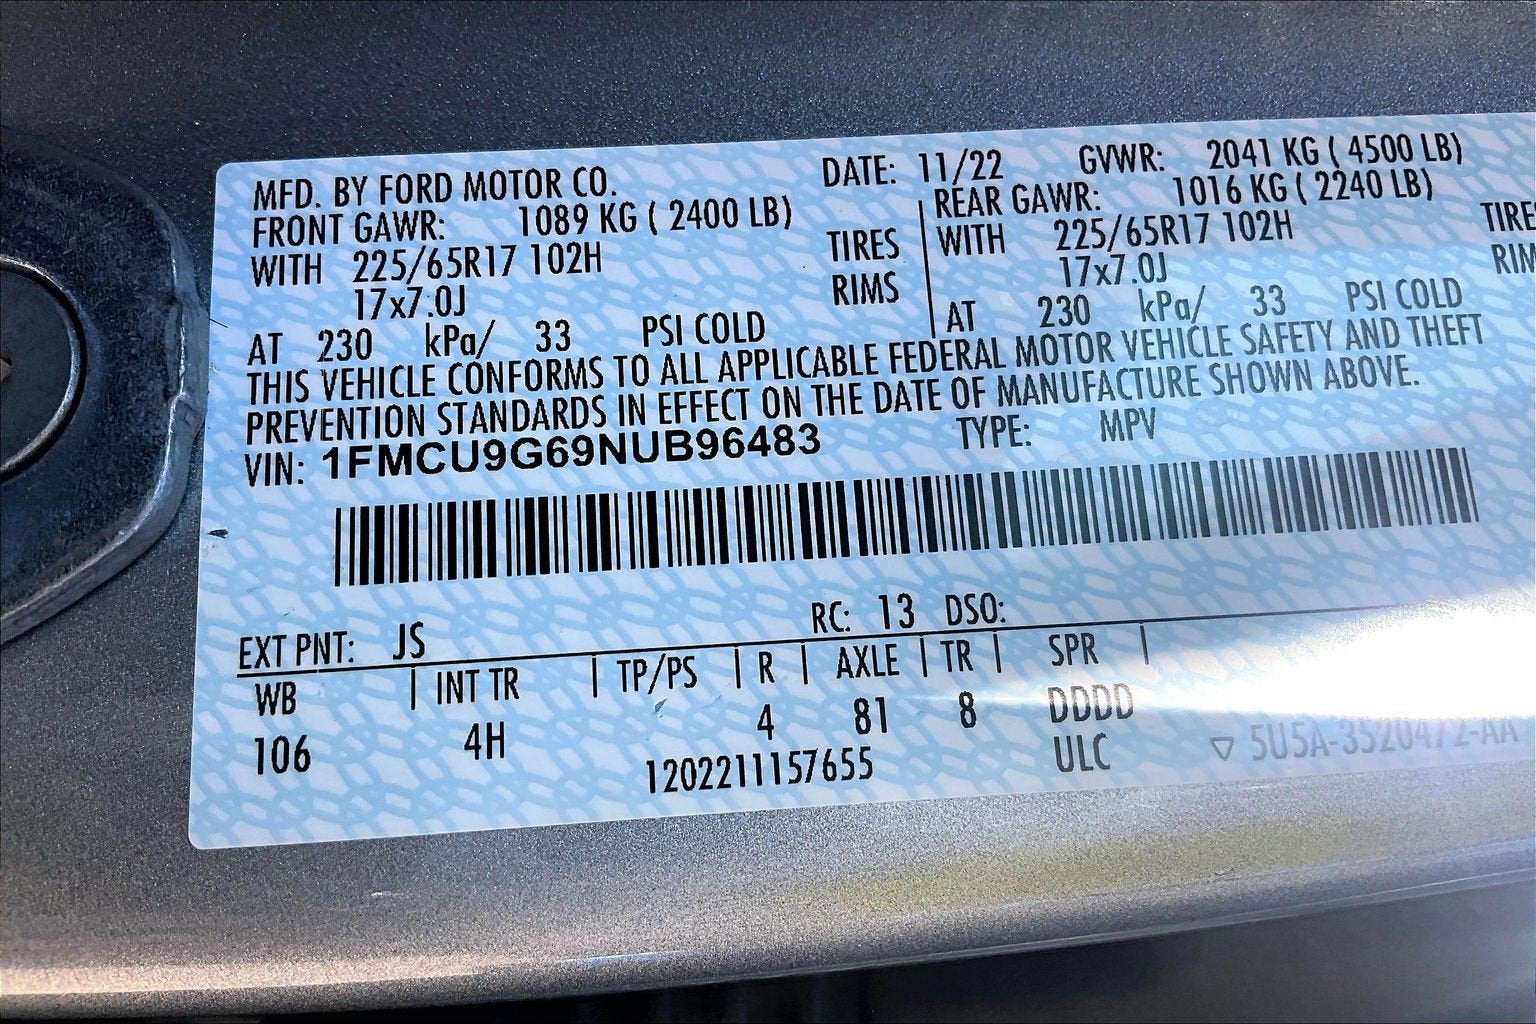 MFD. BY FORD MOTOR CO. DATE: 11/22 GVWR: 2041 KG ( 4500 LB)
FRONT GAWR: 1089 KG ( 2400 LB) REAR GAWR: 1016 KG ( 2240 LB)
WITH 225/65R17 102H TIRES WITH 225/65R17 102H TIRE
17x7.0J RIMS 17x7.0J RIM
AT 230 kPa/ 33 PSI COLD AT 230 kPa/ 33 PSI COLD
THIS VEHICLE CONFORMS TO ALL APPLICABLE FEDERAL MOTOR VEHICLE SAFETY AND THEFT
PREVENTION STANDARDS IN EFFECT ON THE DATE OF MANUFACTURE SHOWN ABOVE.
VIN: 1FMCU9G69NUB96483 TYPE: MPV
EXT PNT: JS RC: 13 DSO:
WB | INT TR | TP/PS | R | AXLE | TR | SPR |
106 4H 4 81 8 DDDD
1202211157655 ULC